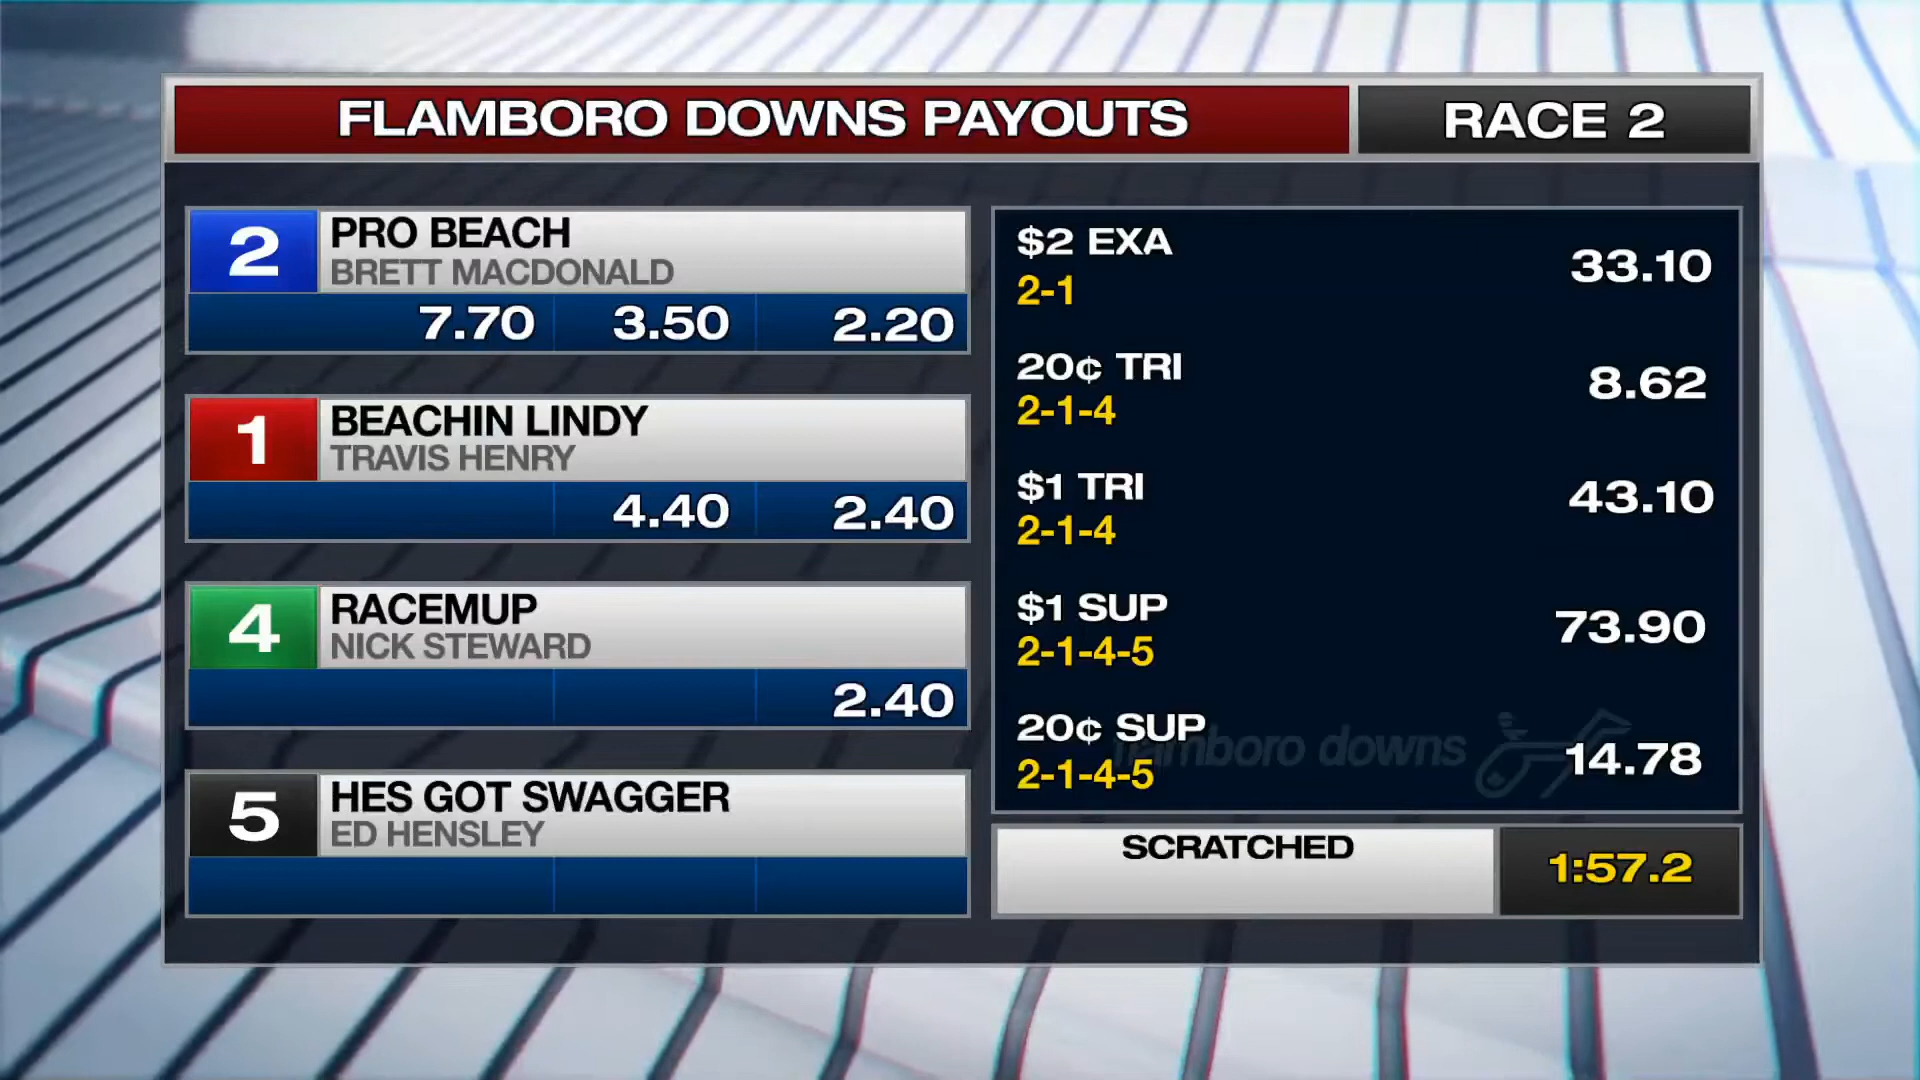 FLAMBORO DOWNS PAYOUTS
RACE 2
2
PRO BEACH
BRETT MACDONALD
7.70 3.50 2.20
1
BEACHIN LINDY
TRAVIS HENRY
4.40 2.40
4
RACEMUP
NICK STEWARD
2.40
5
HES GOT SWAGGER
ED HENSLEY
$2 EXA
2-1
33.10
20¢ TRI
2-1-4
8.62
$1 TRI
2-1-4
43.10
$1 SUP
2-1-4-5
73.90
20¢ SUP
2-1-4-5
14.78
flamboro downs
SCRATCHED
1:57.2